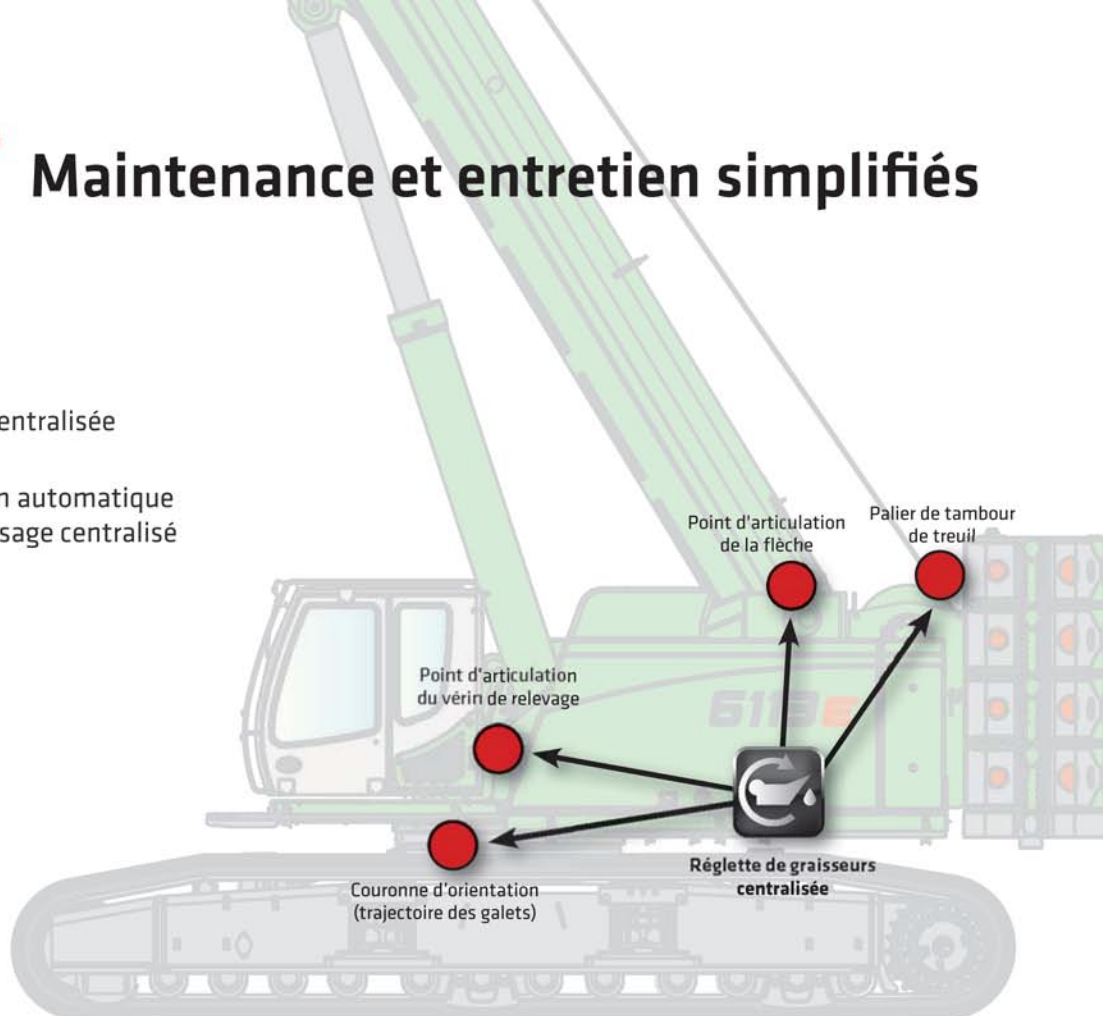 Maintenance et entretien simplifiés
entralisée
n automatique
sage centralisé
Point d'articulation
de la flèche
Palier de tambour
de treuil
Point d'articulation
du vérin de relevage
613E
Réglette de graisseurs
centralisée
Couronne d'orientation
(trajectoire des galets)